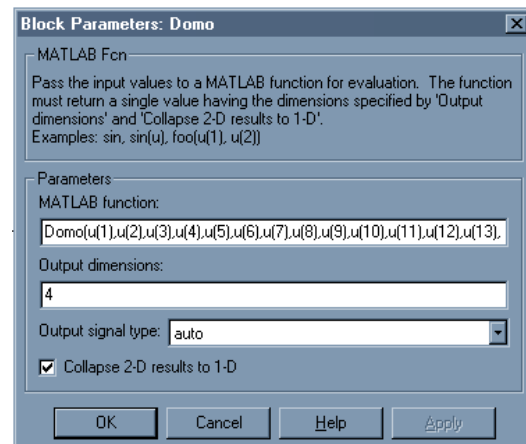 Block Parameters: Domo
MATLAB Fcn
Pass the input values to a MATLAB function for evaluation. The function
must return a single value having the dimensions specified by 'Output
dimensions' and 'Collapse 2-D results to 1-D'.
Examples: sin, sin(u), foo(u(1), u(2))
Parameters
MATLAB function:
Domo(u(1),u(2),u(3),u(4),u(5),u(6),u(7),u(8),u(9),u(10),u(11),u(12),u(13),
Output dimensions:
4
Output signal type: auto
Collapse 2-D results to 1-D
OK Cancel Help Apply